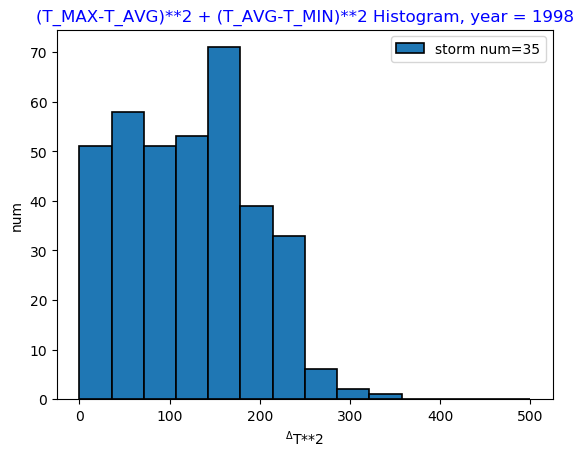 (T_MAX-T_AVG)**2 + (T_AVG-T_MIN)**2 Histogram, year = 1998
storm num=35
70
60
50
40
30
20
10
0
num
0 100 200 300 400 500
ΔT**2